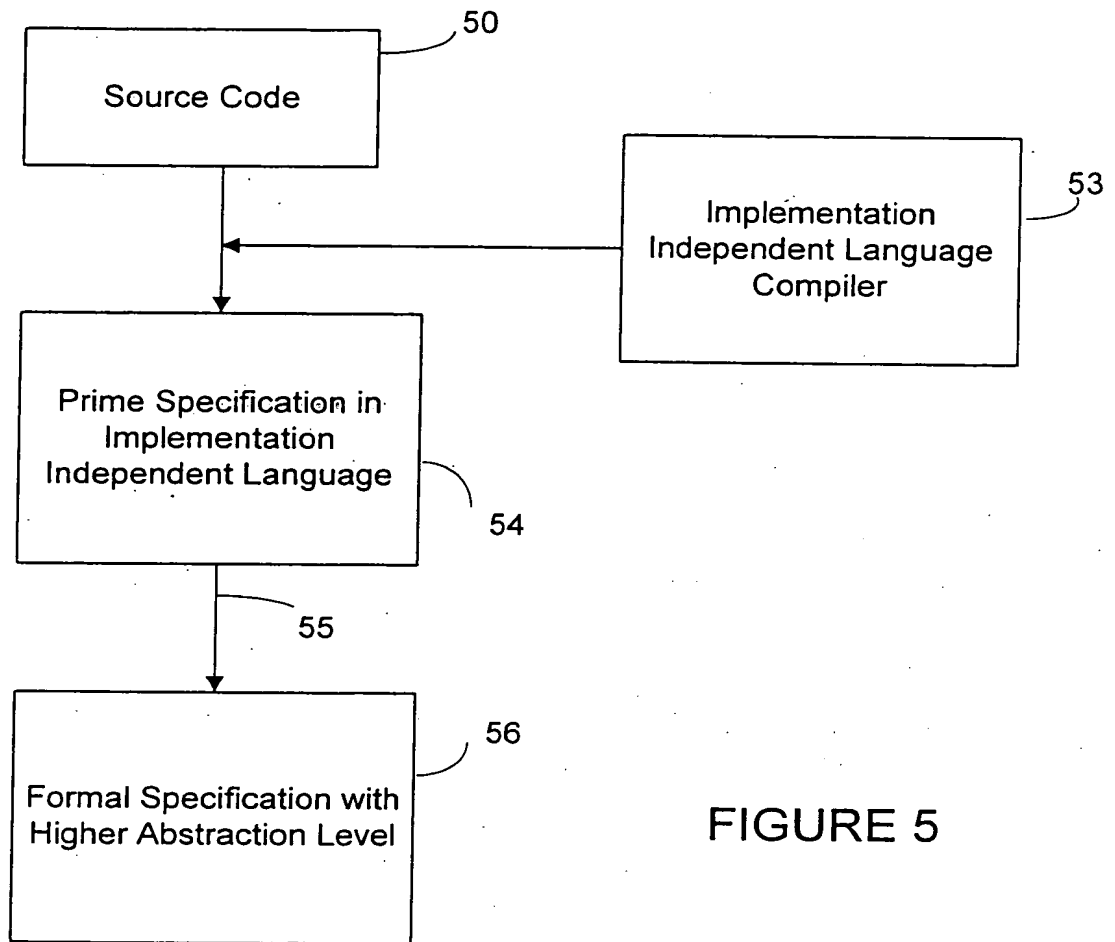 50
Source Code
53
Implementation
Independent Language
Compiler
Prime Specification in
Implementation
Independent Language
54
55
56
Formal Specification with
Higher Abstraction Level
FIGURE 5